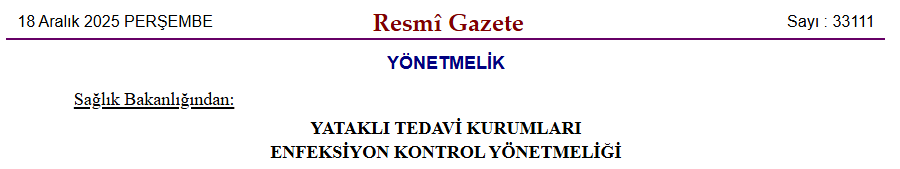 18 Aralık 2025 PERŞEMBE Resmî Gazete Sayı : 33111
YÖNETMELİK
Sağlık Bakanlığından:
YATAKLI TEDAVİ KURUMLARI
ENFEKSİYON KONTROL YÖNETMELİĞİ